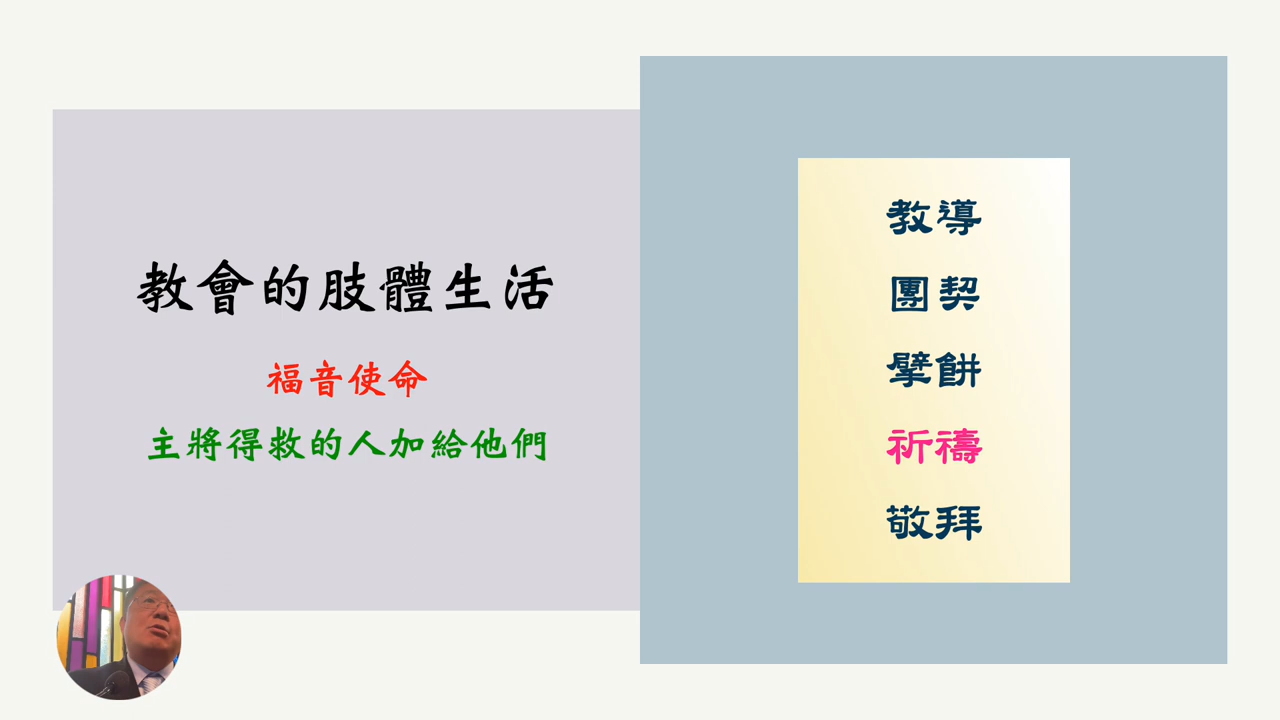 教會的肢體生活
福音使命
主將得救的人加給他們
教導
團契
擘餅
祈禱
敬拜